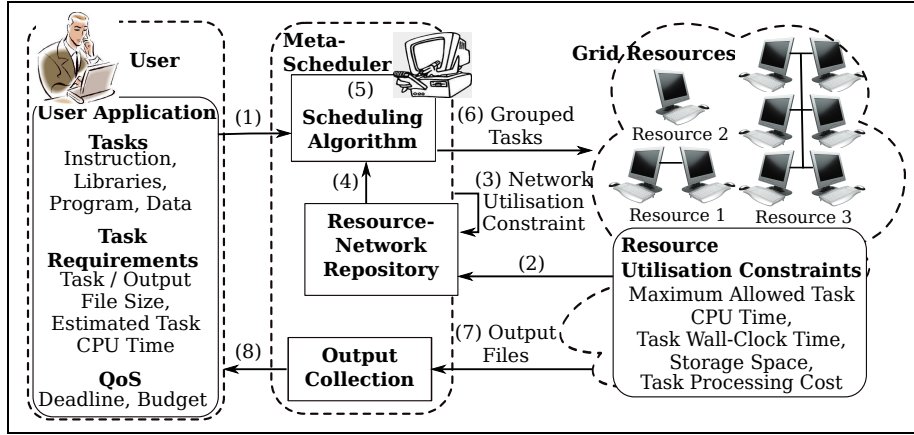 User
User Application
Tasks
Instruction,
Libraries,
Program, Data
Task
Requirements
Task / Output
File Size,
Estimated Task
CPU Time
QoS
Deadline, Budget
(1)
(8)
Meta-
Scheduler
(5)
Scheduling
Algorithm
(4)
Resource-
Network
Repository
Output
Collection
(6) Grouped
Tasks
(3) Network
Utilisation
Constraint
(2)
(7) Output
Files
Grid Resources
Resource 2
Resource 1
Resource 3
Resource
Utilisation Constraints
Maximum Allowed Task
CPU Time,
Task Wall-Clock Time,
Storage Space,
Task Processing Cost